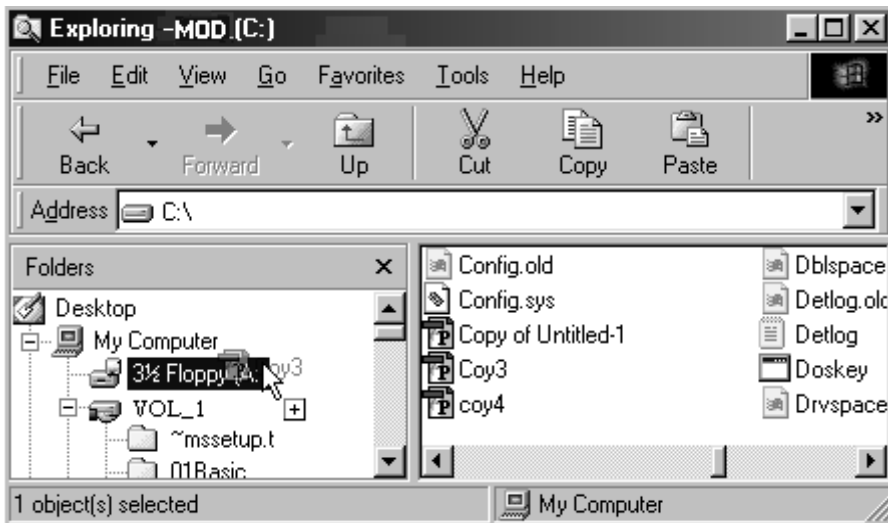 Exploring -MOD.(C:)
File Edit View Go Favorites Tools Help
Back Forward Up Cut Copy Paste »
Address C:\
Folders
Desktop
My Computer
3½ Floppy (A:
VOL_1
~mssetup.t
01Basic
Config.old
Config.sys
Copy of Untitled-1
Coy3
coy4
Dblspace
Detlog.old
Detlog
Doskey
Drvspace
1 object(s) selected
My Computer